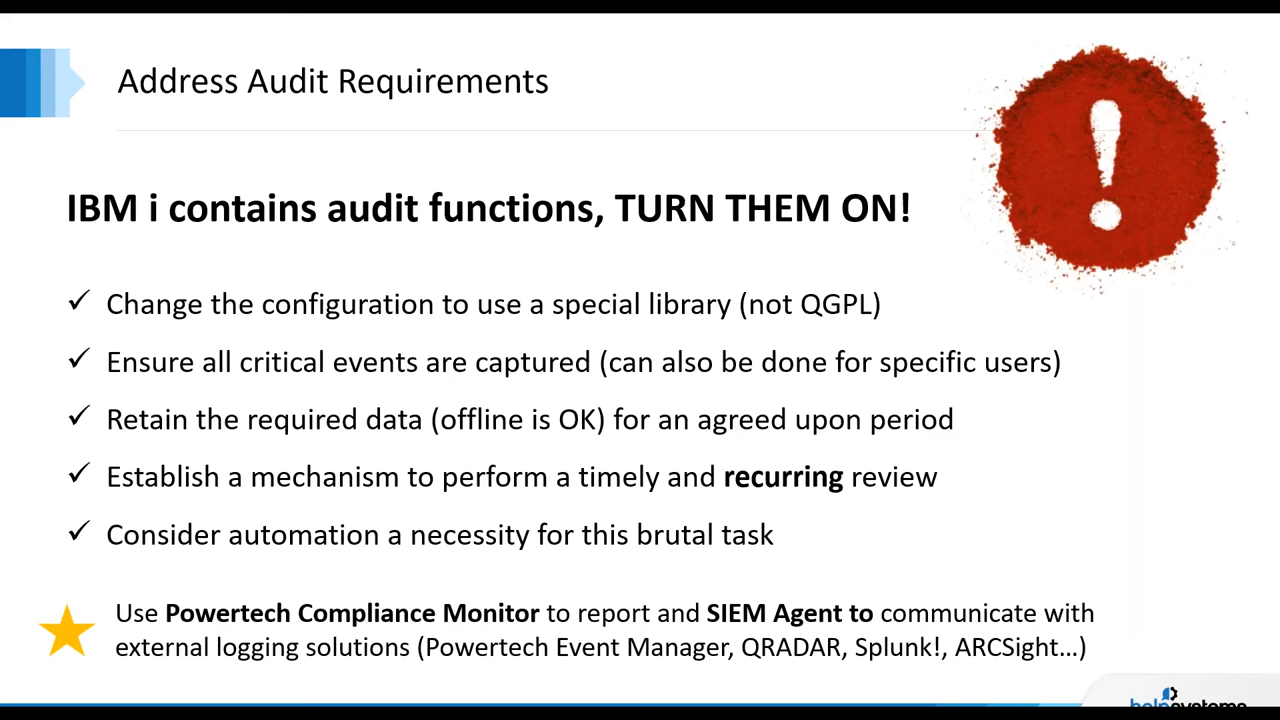 Address Audit Requirements
IBM i contains audit functions, TURN THEM ON!
✓ Change the configuration to use a special library (not QGPL)
✓ Ensure all critical events are captured (can also be done for specific users)
✓ Retain the required data (offline is OK) for an agreed upon period
✓ Establish a mechanism to perform a timely and recurring review
✓ Consider automation a necessity for this brutal task
Use Powertech Compliance Monitor to report and SIEM Agent to communicate with
external logging solutions (Powertech Event Manager, QRADAR, Splunk!, ARCSight…)